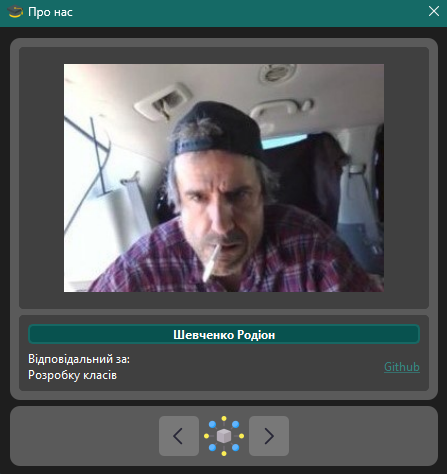 Про нас
Шевченко Родіон
Відповідальний за:
Розробку класів
Github